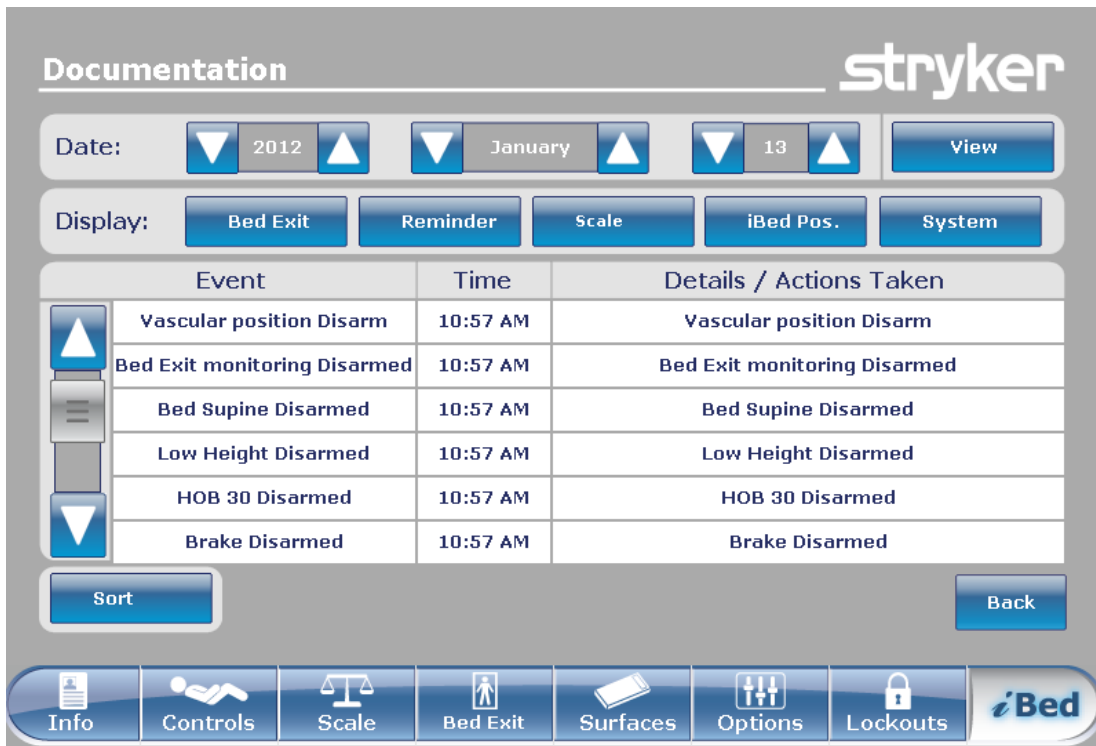 Documentation
stryker
Date: 2012 January 13 View
Display: Bed Exit Reminder Scale iBed Pos. System
Event Time Details / Actions Taken
Vascular position Disarm 10:57 AM Vascular position Disarm
Bed Exit monitoring Disarmed 10:57 AM Bed Exit monitoring Disarmed
Bed Supine Disarmed 10:57 AM Bed Supine Disarmed
Low Height Disarmed 10:57 AM Low Height Disarmed
HOB 30 Disarmed 10:57 AM HOB 30 Disarmed
Brake Disarmed 10:57 AM Brake Disarmed
Sort Back
Info Controls Scale Bed Exit Surfaces Options Lockouts iBed